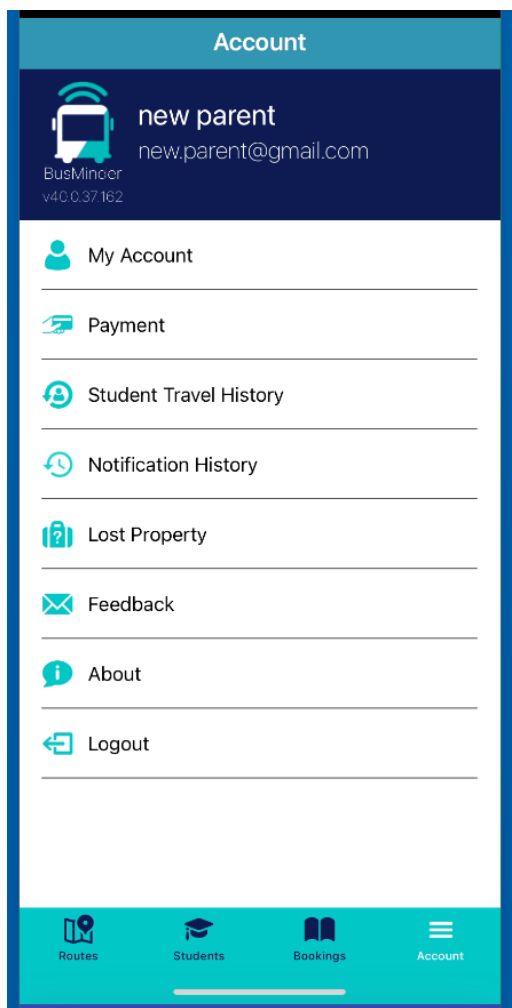 Account
new parent
new.parent@gmail.com
BusMinder
v40.0.37.162
My Account
Payment
Student Travel History
Notification History
Lost Property
Feedback
About
Logout
Routes
Students
Bookings
Account